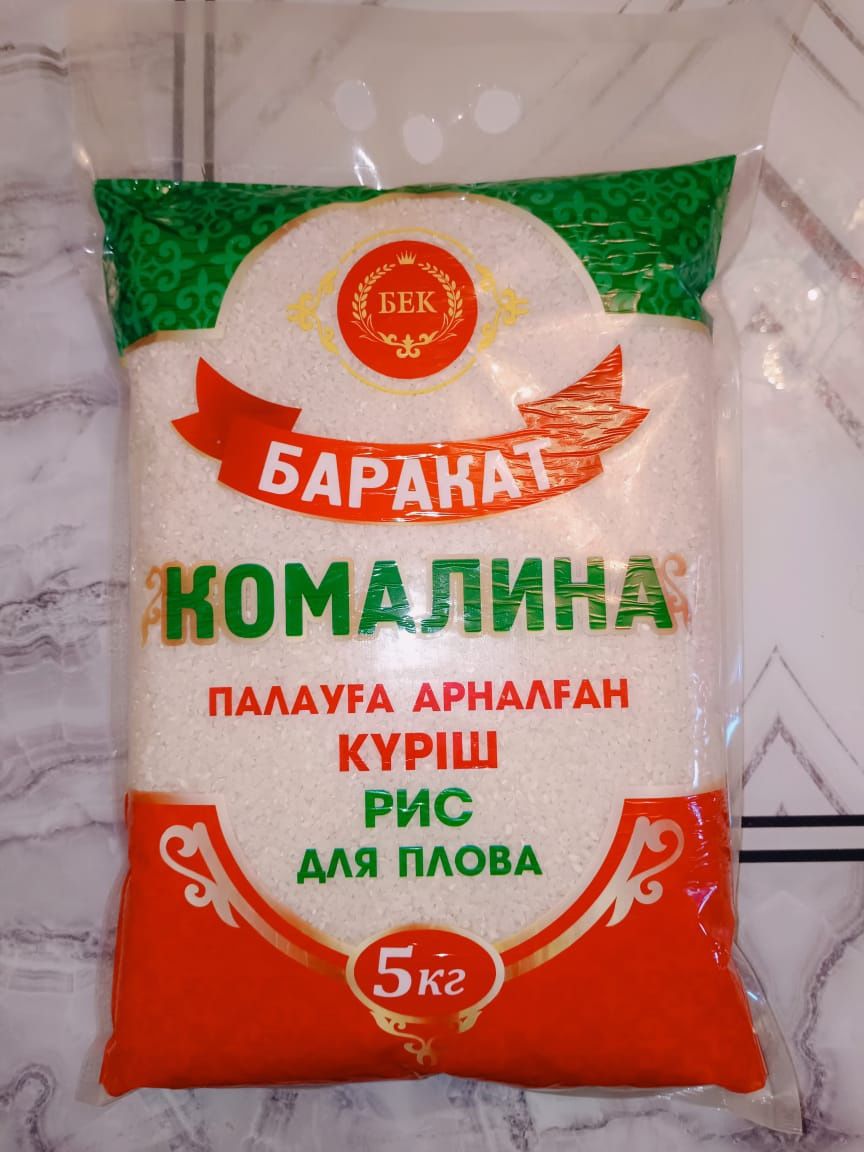 БЕК
БАРАКАТ
КОМАЛИНА
ПАЛАУҒА АРНАЛҒАН
КҮРІШ
РИС
ДЛЯ ПЛОВА
5кг